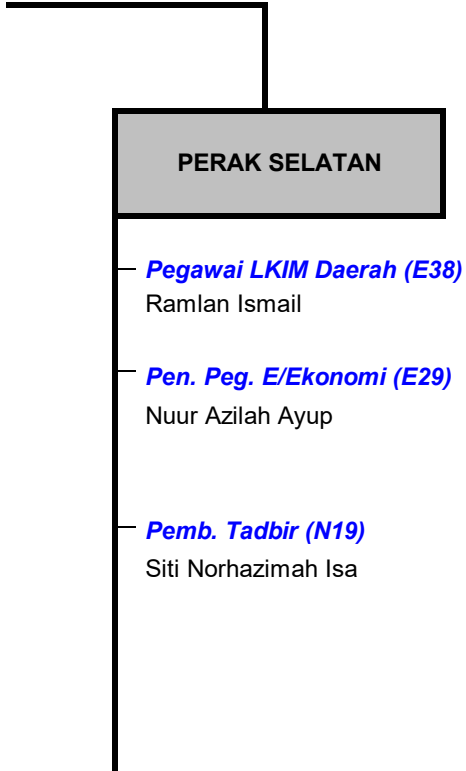 PERAK SELATAN
Pegawai LKIM Daerah (E38)
Ramlan Ismail
Pen. Peg. E/Ekonomi (E29)
Nuur Azilah Ayup
Pemb. Tadbir (N19)
Siti Norhazimah Isa